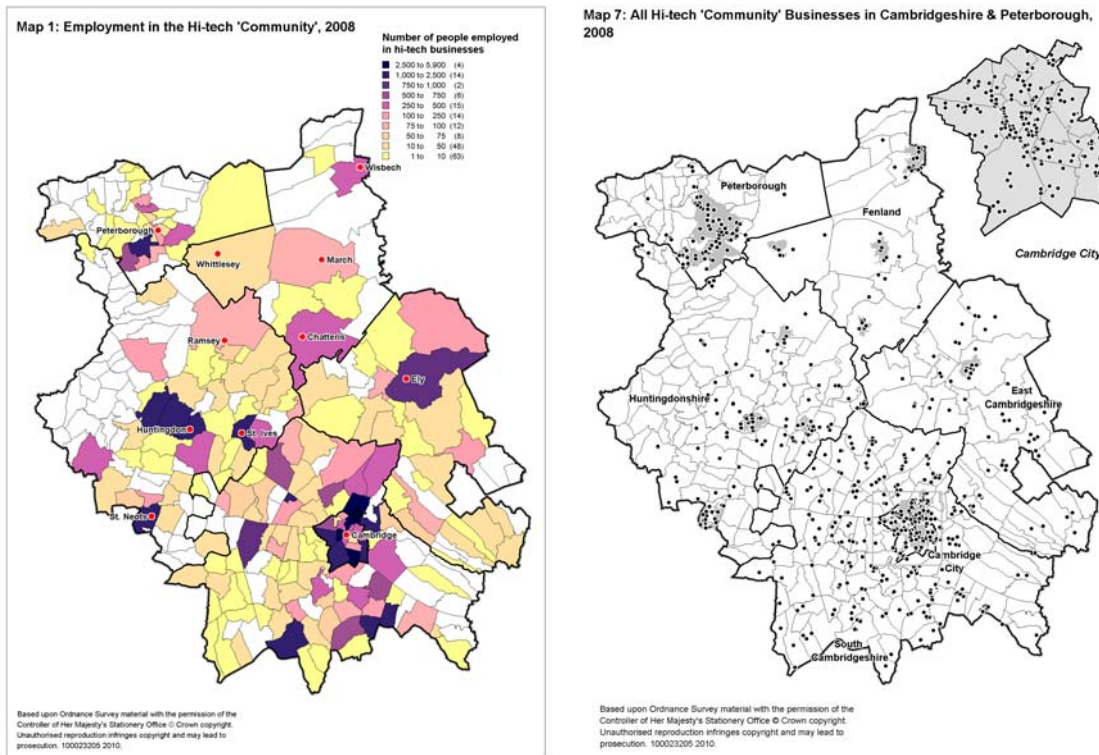 Map 1: Employment in the Hi-tech 'Community', 2008
Number of people employed
in hi-tech businesses
2,500 to 5,900 (4)
1,000 to 2,500 (14)
750 to 1,000 (2)
500 to 750 (6)
250 to 500 (15)
100 to 250 (14)
75 to 100 (12)
50 to 75 (8)
10 to 50 (48)
1 to 10 (63)
Wisbech
Peterborough
Whittlesey
March
Ramsey
Chatteris
Ely
Huntingdon
St. Ives
St. Neots
Cambridge
Based upon Ordnance Survey material with the permission of the
Controller of Her Majesty's Stationery Office © Crown copyright.
Unauthorised reproduction infringes copyright and may lead to
prosecution. 100023205 2010.
Map 7: All Hi-tech 'Community' Businesses in Cambridgeshire & Peterborough,
2008
Peterborough
Fenland
Cambridge City
Huntingdonshire
East
Cambridgeshire
Cambridge
City
South
Cambridgeshire
Based upon Ordnance Survey material with the permission of the
Controller of Her Majesty's Stationery Office © Crown copyright.
Unauthorised reproduction infringes copyright and may lead to
prosecution. 100023205 2010.